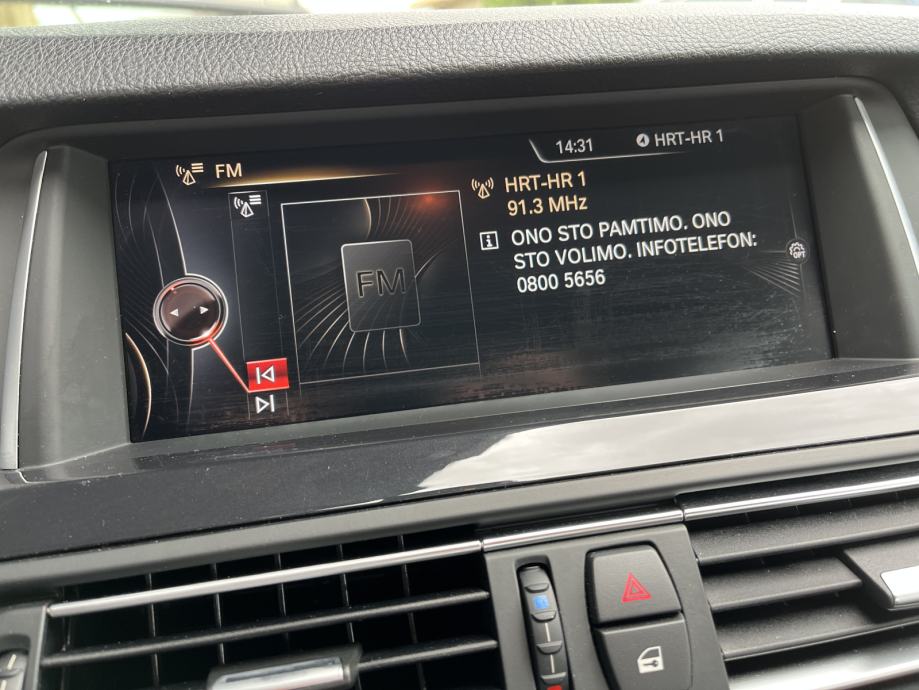 FM
14:31
HRT-HR 1
HRT-HR 1
91.3 MHz
FM
ONO STO PAMTIMO. ONO
STO VOLIMO. INFOTELEFON:
0800 5656
OPT